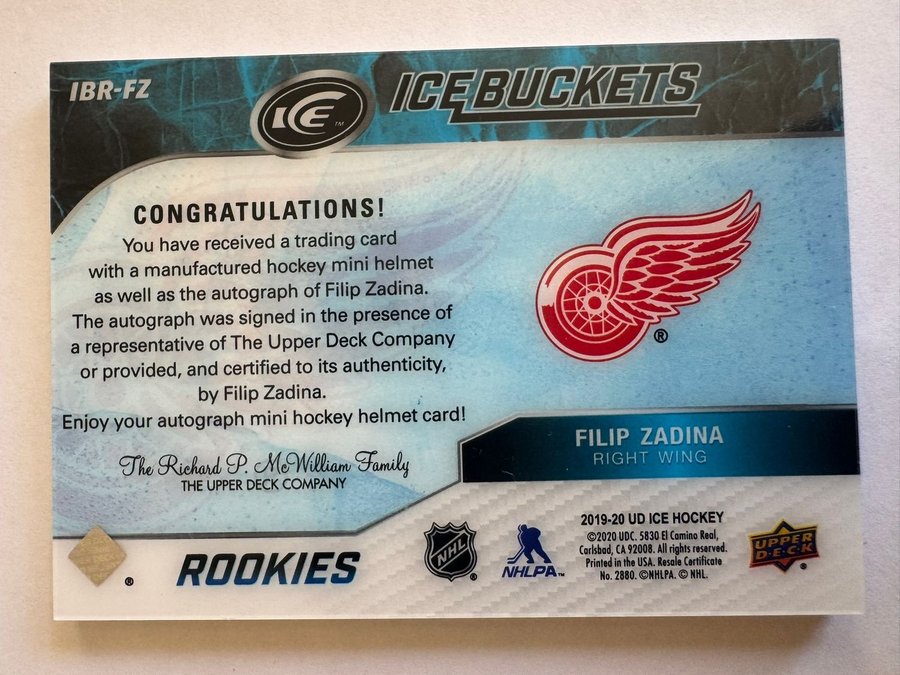 IBR-FZ
ICE ™
ICE BUCKETS
CONGRATULATIONS!
You have received a trading card
with a manufactured hockey mini helmet
as well as the autograph of Filip Zadina.
The autograph was signed in the presence of
a representative of The Upper Deck Company
or provided, and certified to its authenticity,
by Filip Zadina.
Enjoy your autograph mini hockey helmet card!
The Richard P. McWilliam Family
THE UPPER DECK COMPANY
®
FILIP ZADINA
RIGHT WING
®
ROOKIES
NHL ®
NHLPA™
2019-20 UD ICE HOCKEY
©2020 UDC. 5830 El Camino Real,
Carlsbad, CA 92008. All rights reserved.
Printed in the USA. Resale Certificate
No. 2880. ©NHLPA. © NHL.
UPPER
D·E·C·K
®